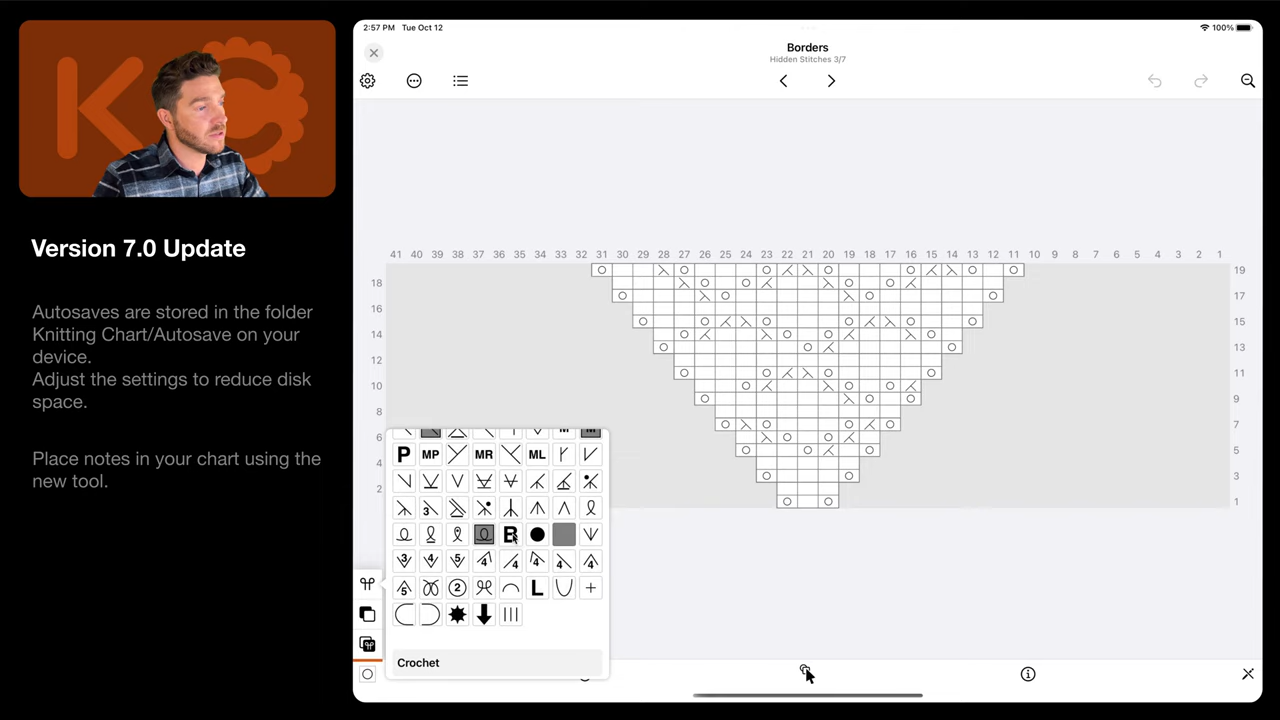 KC
Version 7.0 Update
Autosaves are stored in the folder
Knitting Chart/Autosave on your
device.
Adjust the settings to reduce disk
space.
Place notes in your chart using the
new tool.
2:57 PM Tue Oct 12
100%
Borders
Hidden Stitches 3/7
41 40 39 38 37 36 35 34 33 32 31 30 29 28 27 26 25 24 23 22 21 20 19 18 17 16 15 14 13 12 11 10 9 8 7 6 5 4 3 2 1
19
18
17
16
15
14
13
12
11
10
9
8
7
6
5
4
3
2
1
P MP MR ML
3
B
3 4 5 4 4 4 4 4
5 2 L
Crochet